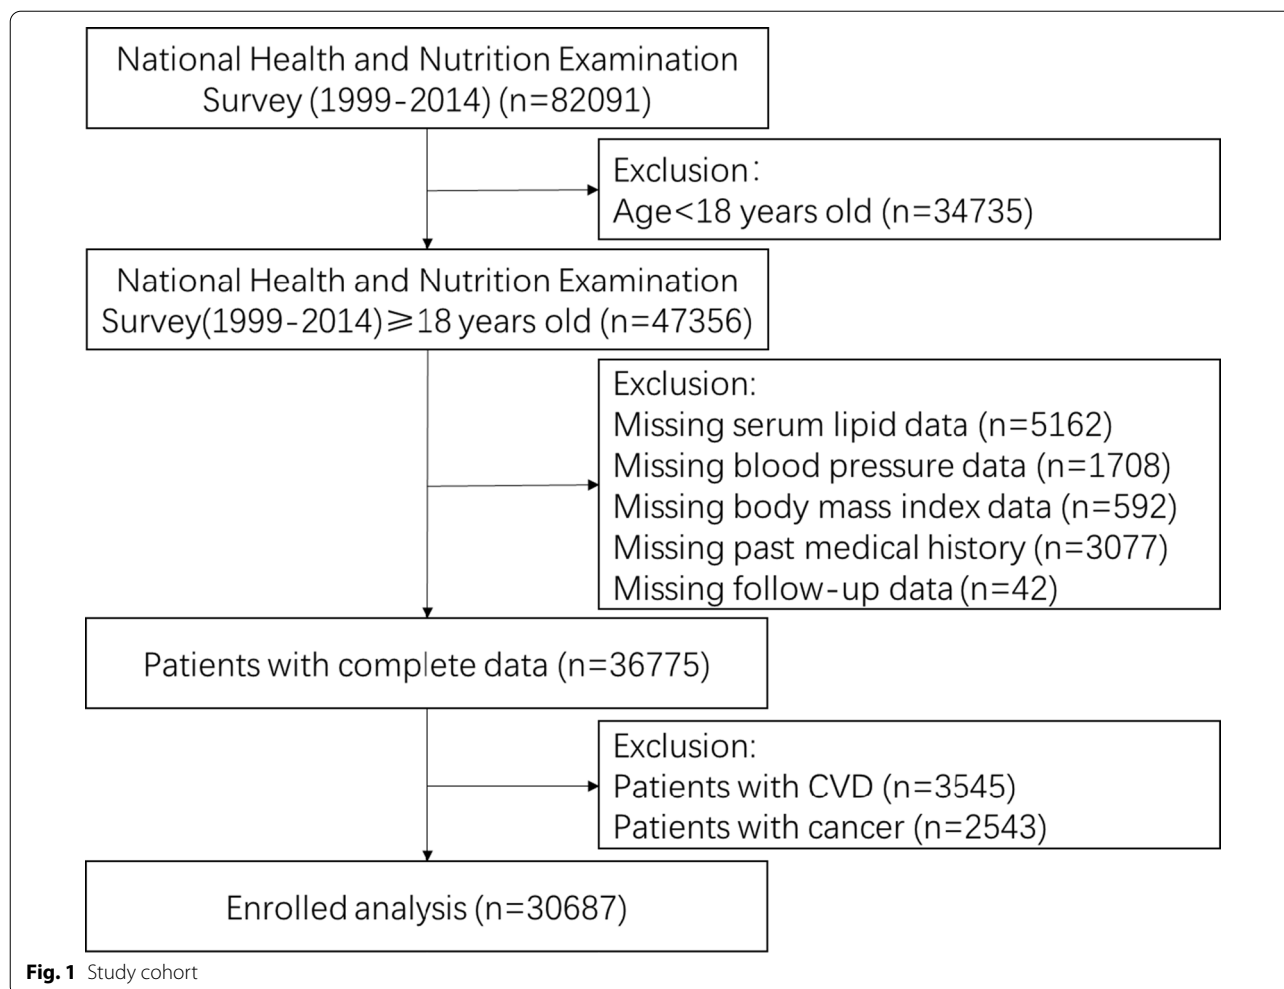 National Health and Nutrition Examination
Survey (1999-2014) (n=82091)
Exclusion:
Age<18 years old (n=34735)
National Health and Nutrition Examination
Survey(1999-2014)≥18 years old (n=47356)
Exclusion:
Missing serum lipid data (n=5162)
Missing blood pressure data (n=1708)
Missing body mass index data (n=592)
Missing past medical history (n=3077)
Missing follow-up data (n=42)
Patients with complete data (n=36775)
Exclusion:
Patients with CVD (n=3545)
Patients with cancer (n=2543)
Enrolled analysis (n=30687)
Fig. 1 Study cohort